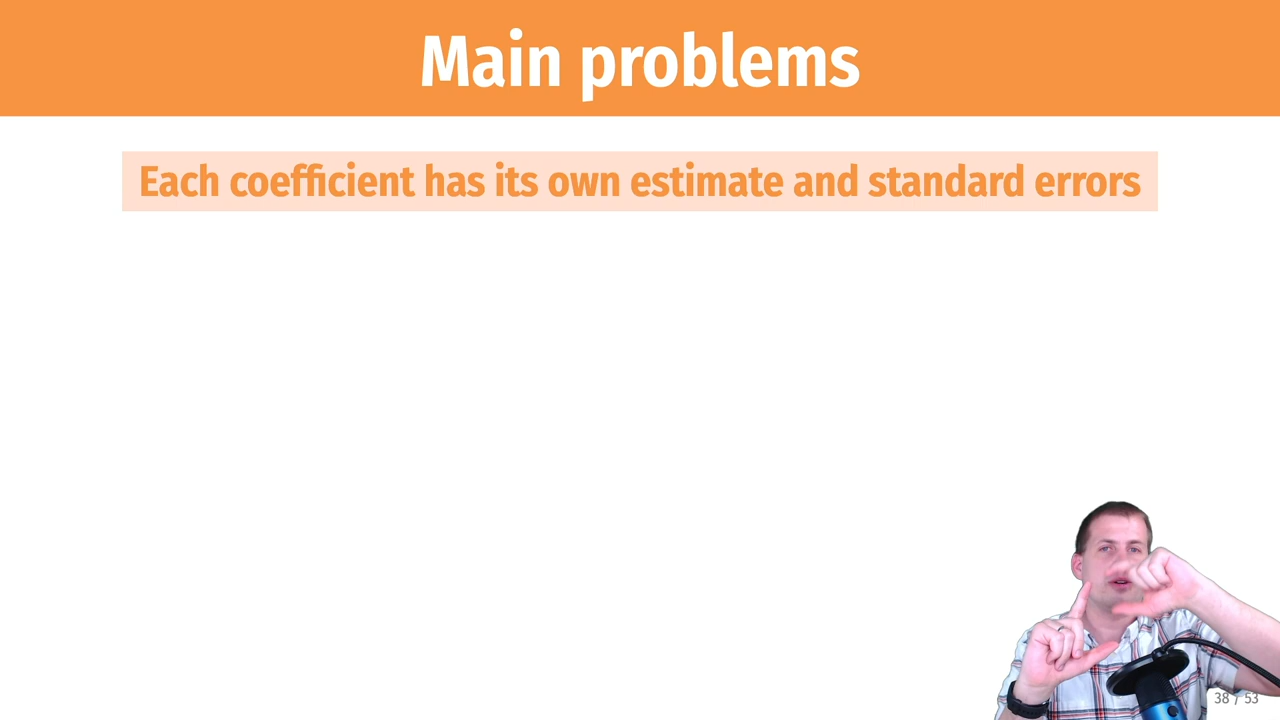 Main problems
Each coefficient has its own estimate and standard errors
38 / 53